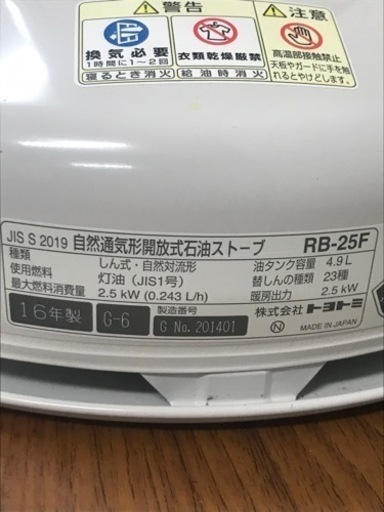 警告
注意
換気必要
1時間に1〜2回
寝るとき消火
衣類乾燥厳禁
給油時消火
高温部接触禁止
天板やガードに手を触
れるとやけどします。
JIS S 2019 自然通気形開放式石油ストーブ RB-25F
種類 しん式・自然対流形
使用燃料 灯油 (JIS1号)
最大燃料消費量 2.5 kW (0.243 L/h)
油タンク容量 4.9L
替しんの種類 23種
暖房出力 2.5 kW
16年製 G-6
製造番号
G No.201401
株式会社トヨトミ
N
MADE IN JAPAN